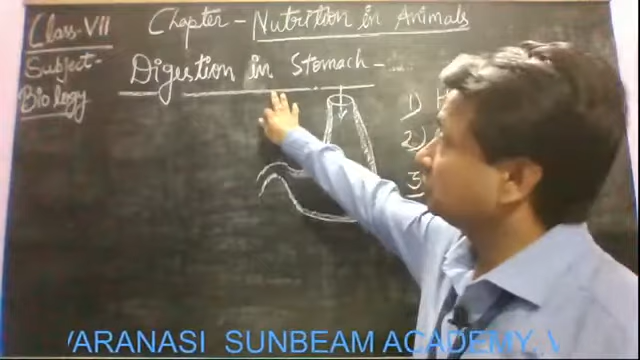 Class-VII
Chapter - Nutrition in Animals
Subject-
Biology
Digestion in Stomach - .....
1) H
2)
3
VARANASI SUNBEAM ACADEMY, V